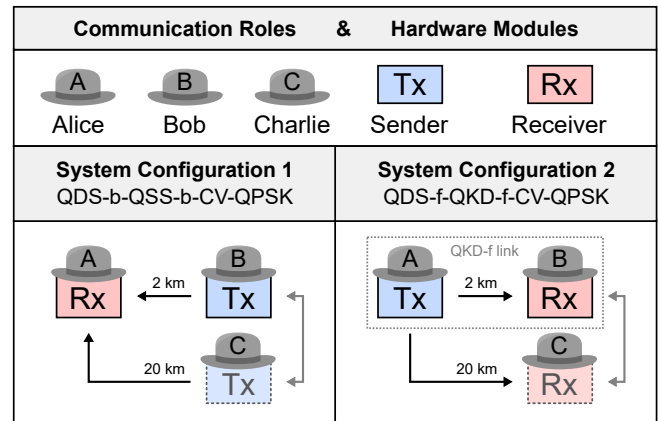 Communication Roles & Hardware Modules
A B C Tx Rx
Alice Bob Charlie Sender Receiver
System Configuration 1
QDS-b-QSS-b-CV-QPSK
A B
Rx 2 km Tx
C
20 km Tx
System Configuration 2
QDS-f-QKD-f-CV-QPSK
QKD-f link
A B
Tx 2 km Rx
C
20 km Rx